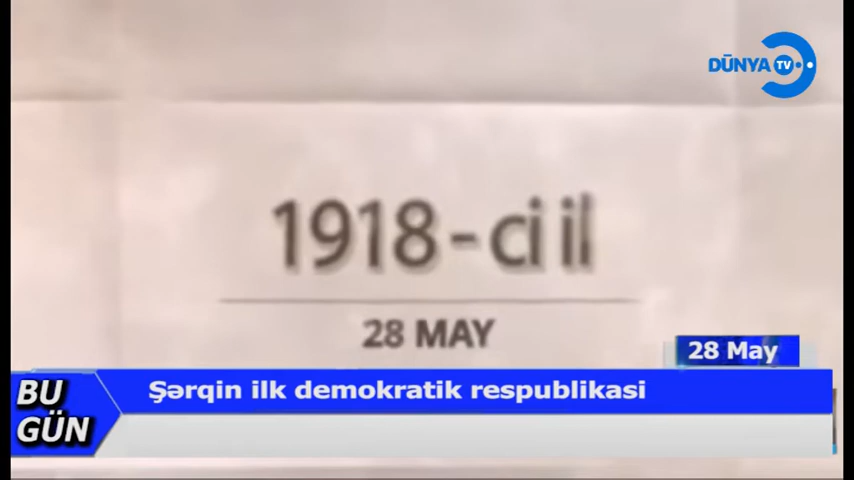 DÜNYA TV
1918-ci il
28 MAY
28 May
BU GÜN
Şərqin ilk demokratik respublikasi